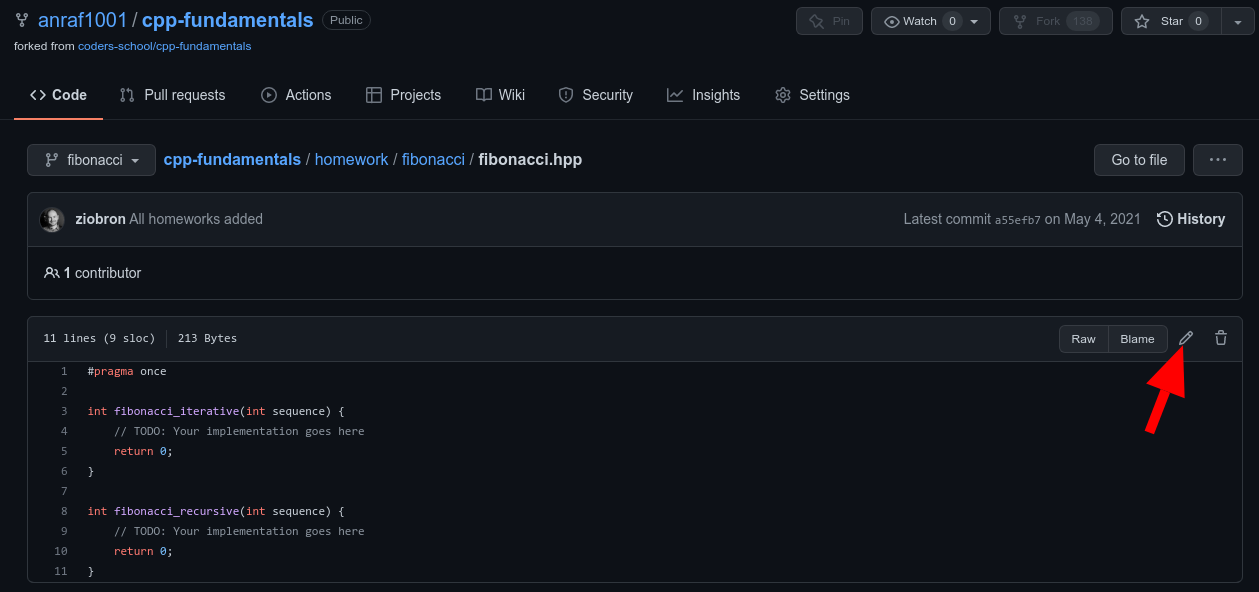 anraf1001 / cpp-fundamentals Public
Pin Watch 0 Fork 138 Star 0
forked from coders-school/cpp-fundamentals
Code Pull requests Actions Projects Wiki Security Insights Settings
fibonacci cpp-fundamentals / homework / fibonacci / fibonacci.hpp Go to file ...
ziobron All homeworks added Latest commit a55efb7 on May 4, 2021 History
1 contributor
11 lines (9 sloc) 213 Bytes Raw Blame
1 #pragma once
2
3 int fibonacci_iterative(int sequence) {
4 // TODO: Your implementation goes here
5 return 0;
6 }
7
8 int fibonacci_recursive(int sequence) {
9 // TODO: Your implementation goes here
10 return 0;
11 }